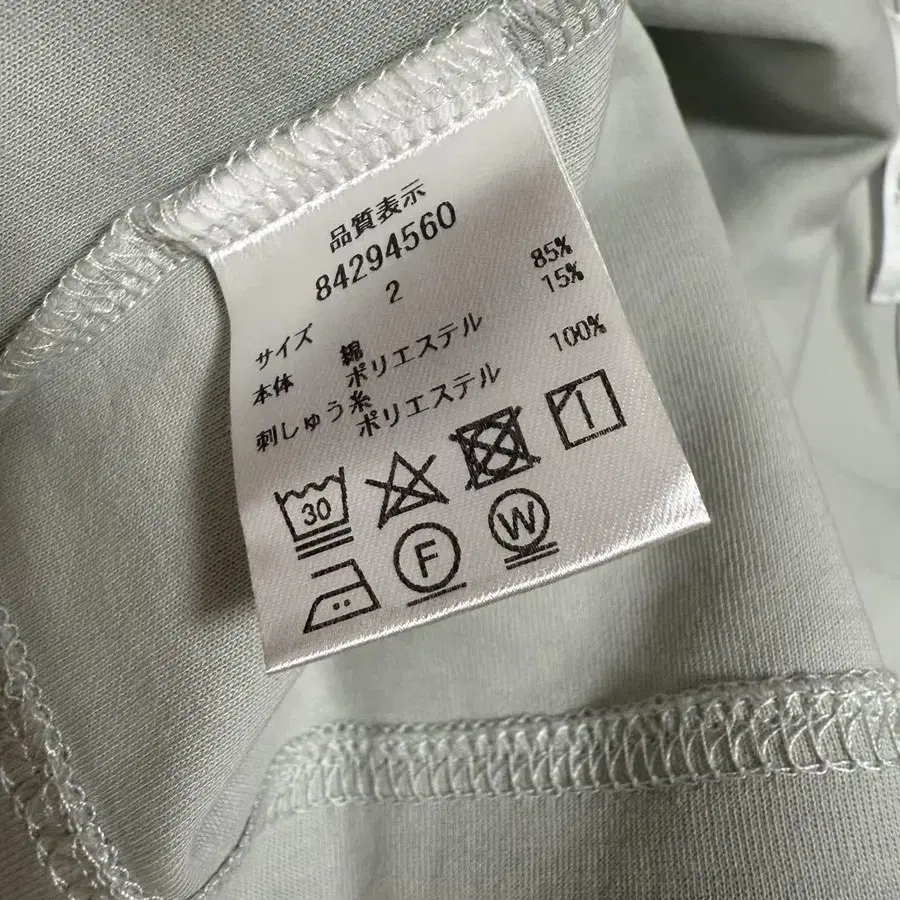 品質表示
84294560
サイズ 2
本体 綿 85%
ポリエステル 15%
刺しゅう糸
ポリエステル 100%
30
F W